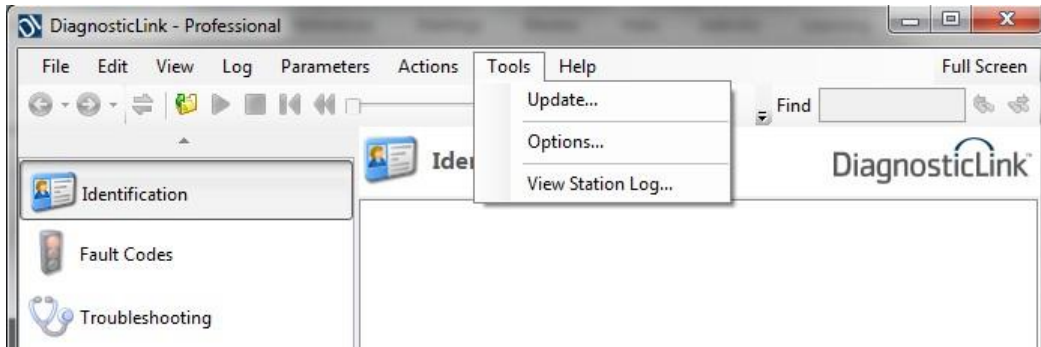 DiagnosticLink - Professional
File Edit View Log Parameters Actions Tools Help Full Screen
Update...
Find
Options...
DiagnosticLink
View Station Log...
Identification
Fault Codes
Troubleshooting